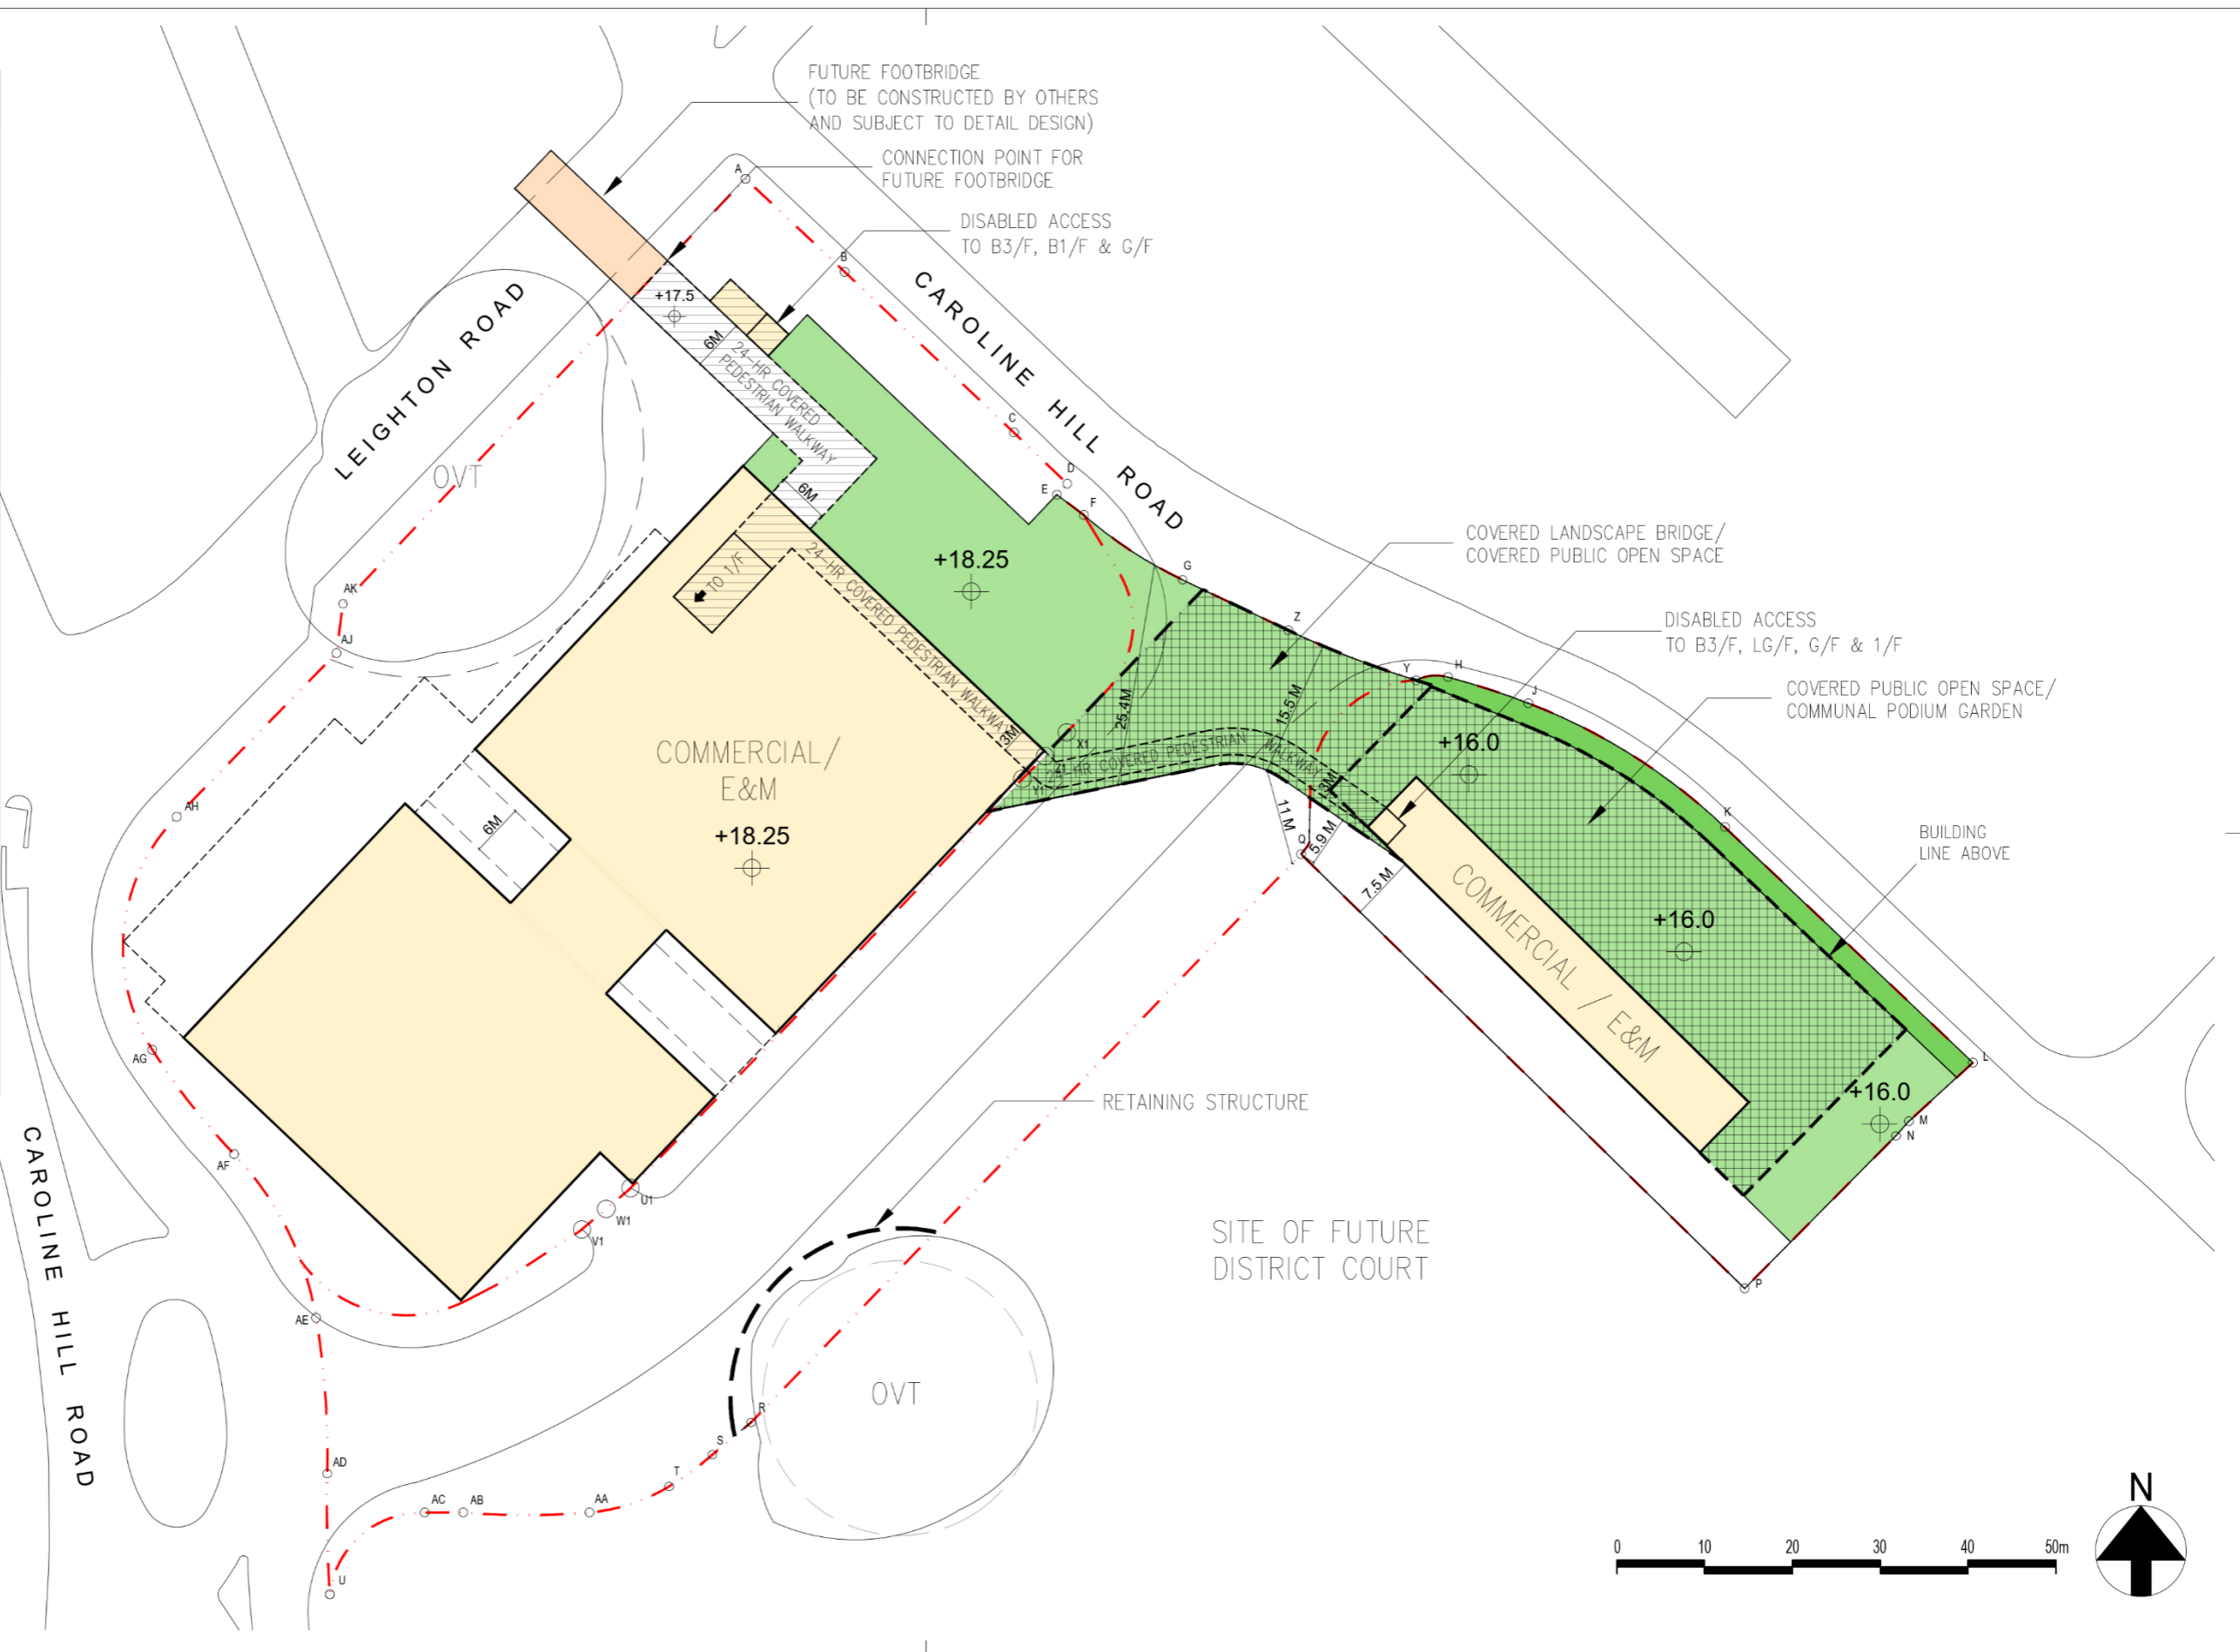 FUTURE FOOTBRIDGE
(TO BE CONSTRUCTED BY OTHERS
AND SUBJECT TO DETAIL DESIGN)
CONNECTION POINT FOR
FUTURE FOOTBRIDGE
DISABLED ACCESS
TO B3/F, B1/F & G/F
A
B
C
D
E
F
G
Z
Y
H
J
K
L
M
N
P
Q
CAROLINE HILL ROAD
LEIGHTON ROAD
OVT
+17.5
6M
24-HR COVERED
PEDESTRIAN WALKWAY
6M
TO 1/F
24-HR COVERED PEDESTRIAN WALKWAY
3M
+18.25
COVERED LANDSCAPE BRIDGE/
COVERED PUBLIC OPEN SPACE
DISABLED ACCESS
TO B3/F, LG/F, G/F & 1/F
COVERED PUBLIC OPEN SPACE/
COMMUNAL PODIUM GARDEN
BUILDING
LINE ABOVE
25.4M
15.5 M
X1
Y1
24-HR COVERED PEDESTRIAN WALKWAY
3M
11 M
5.9 M
7.5 M
+16.0
+16.0
+16.0
COMMERCIAL / E&M
COMMERCIAL/
E&M
+18.25
6M
AK
AJ
AH
AG
AF
AE
AD
AC
AB
AA
T
S
R
U
U1
W1
V1
RETAINING STRUCTURE
SITE OF FUTURE
DISTRICT COURT
OVT
CAROLINE HILL ROAD
0 10 20 30 40 50m
N